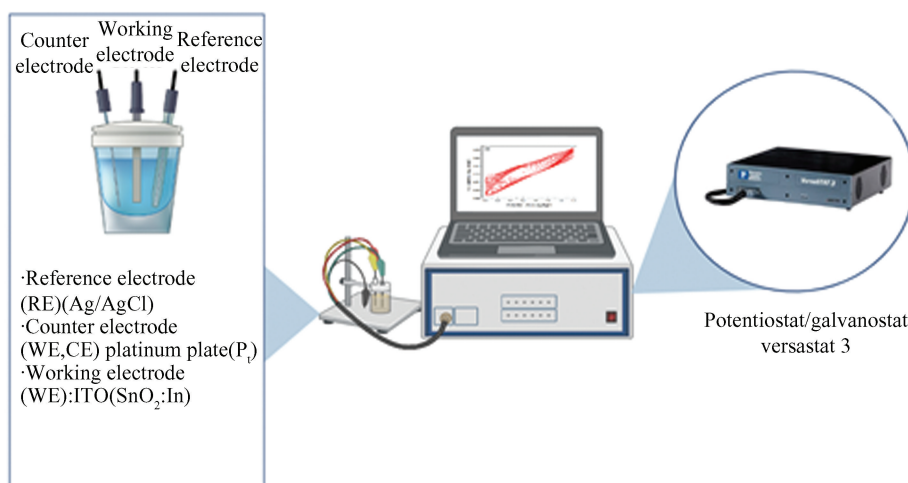 Counter
electrode
Working
electrode
Reference
electrode
·Reference electrode
(RE)(Ag/AgCl)
·Counter electrode
(WE,CE) platinum plate(Pₜ)
·Working electrode
(WE):ITO(SnO₂:In)
Potentiostat/galvanostat
versastat 3